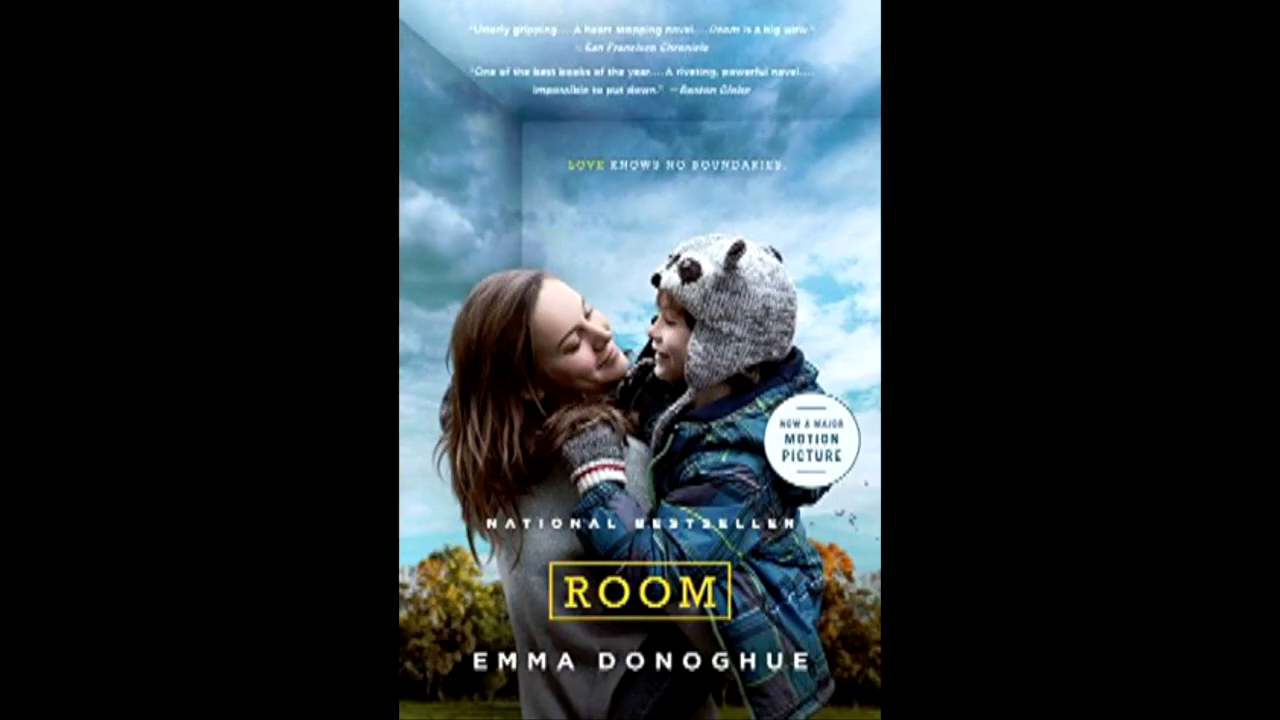 "Utterly gripping....A heart stopping novel....Room is a big wow."
- San Francisco Chronicle
"One of the best books of the year....A riveting, powerful novel....
impossible to put down." —Boston Globe
LOVE KNOWS NO BOUNDARIES.
NOW A MAJOR
MOTION
PICTURE
NATIONAL BESTSELLER
ROOM
EMMA DONOGHUE